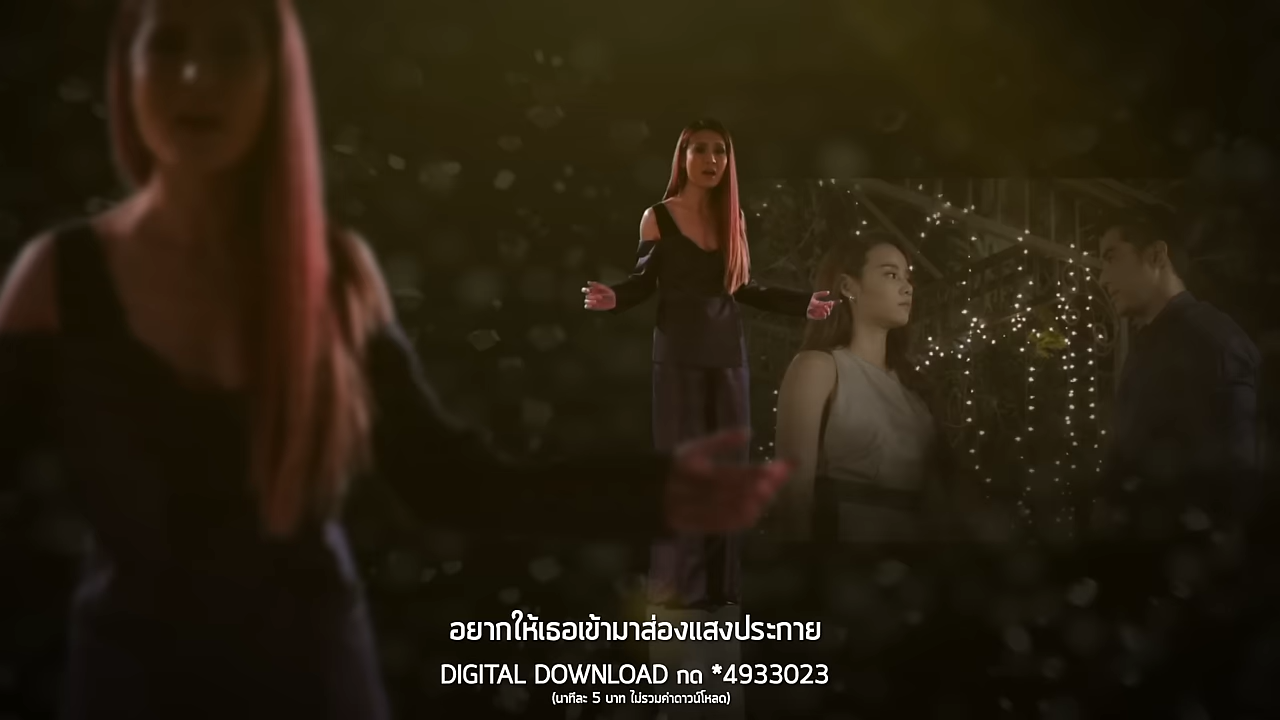 อยากให้เธอเข้ามาส่องแสงประกาย
DIGITAL DOWNLOAD กด *4933023
(นาทีละ 5 บาท ไม่รวมค่าดาวน์โหลด)